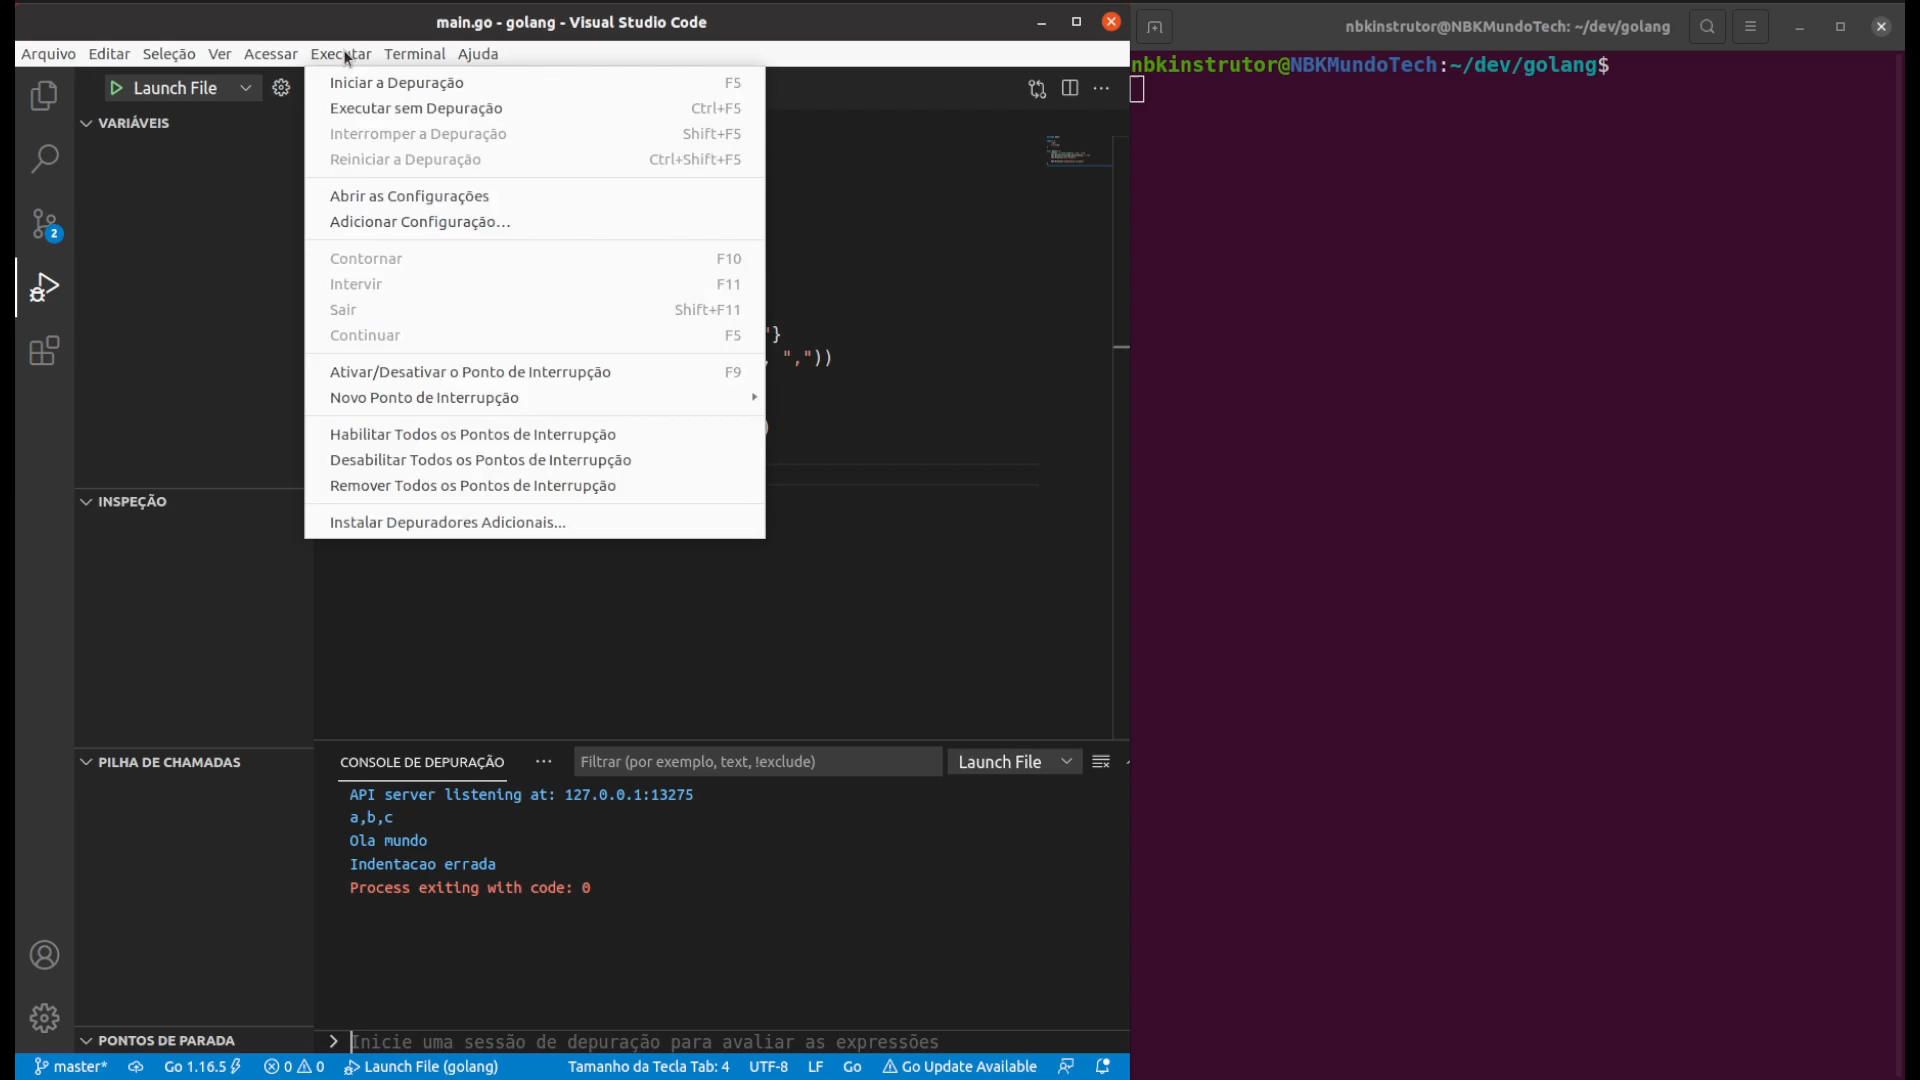 main.go - golang - Visual Studio Code
Arquivo Editar Seleção Ver Acessar Executar Terminal Ajuda
Launch File
VARIÁVEIS
Iniciar a Depuração F5
Executar sem Depuração Ctrl+F5
Interromper a Depuração Shift+F5
Reiniciar a Depuração Ctrl+Shift+F5
Abrir as Configurações
Adicionar Configuração...
Contornar F10
Intervir F11
Sair Shift+F11
Continuar F5
Ativar/Desativar o Ponto de Interrupção F9
Novo Ponto de Interrupção
Habilitar Todos os Pontos de Interrupção
Desabilitar Todos os Pontos de Interrupção
Remover Todos os Pontos de Interrupção
Instalar Depuradores Adicionais...
"}
, ","))
)
INSPEÇÃO
PILHA DE CHAMADAS
PONTOS DE PARADA
CONSOLE DE DEPURAÇÃO ... Filtrar (por exemplo, text, !exclude) Launch File
API server listening at: 127.0.0.1:13275
a,b,c
Ola mundo
Indentacao errada
Process exiting with code: 0
Inicie uma sessão de depuração para avaliar as expressões
2
master* Go 1.16.5 0 0 Launch File (golang) Tamanho da Tecla Tab: 4 UTF-8 LF Go Go Update Available
nbkinstrutor@NBKMundoTech: ~/dev/golang
nbkinstrutor@NBKMundoTech:~/dev/golang$